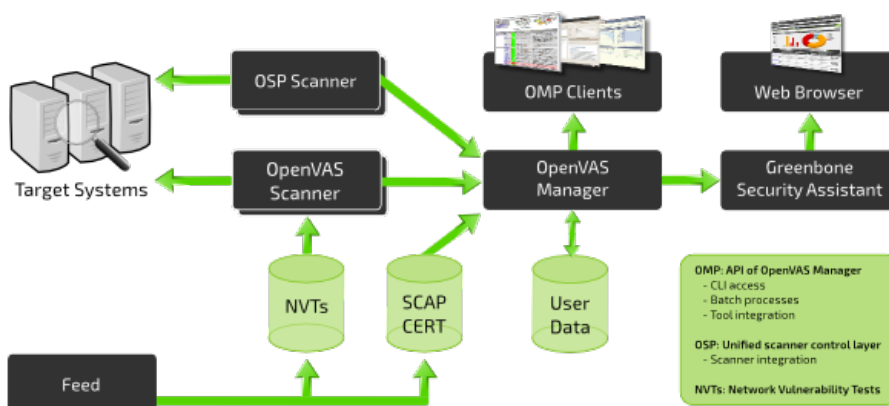 OSP Scanner
OMP Clients
Web Browser
Target Systems
OpenVAS
Scanner
OpenVAS
Manager
Greenbone
Security Assistant
NVTs
SCAP
CERT
User
Data
Feed
OMP: API of OpenVAS Manager
- CLI access
- Batch processes
- Tool integration
OSP: Unified scanner control layer
- Scanner integration
NVTs: Network Vulnerability Tests